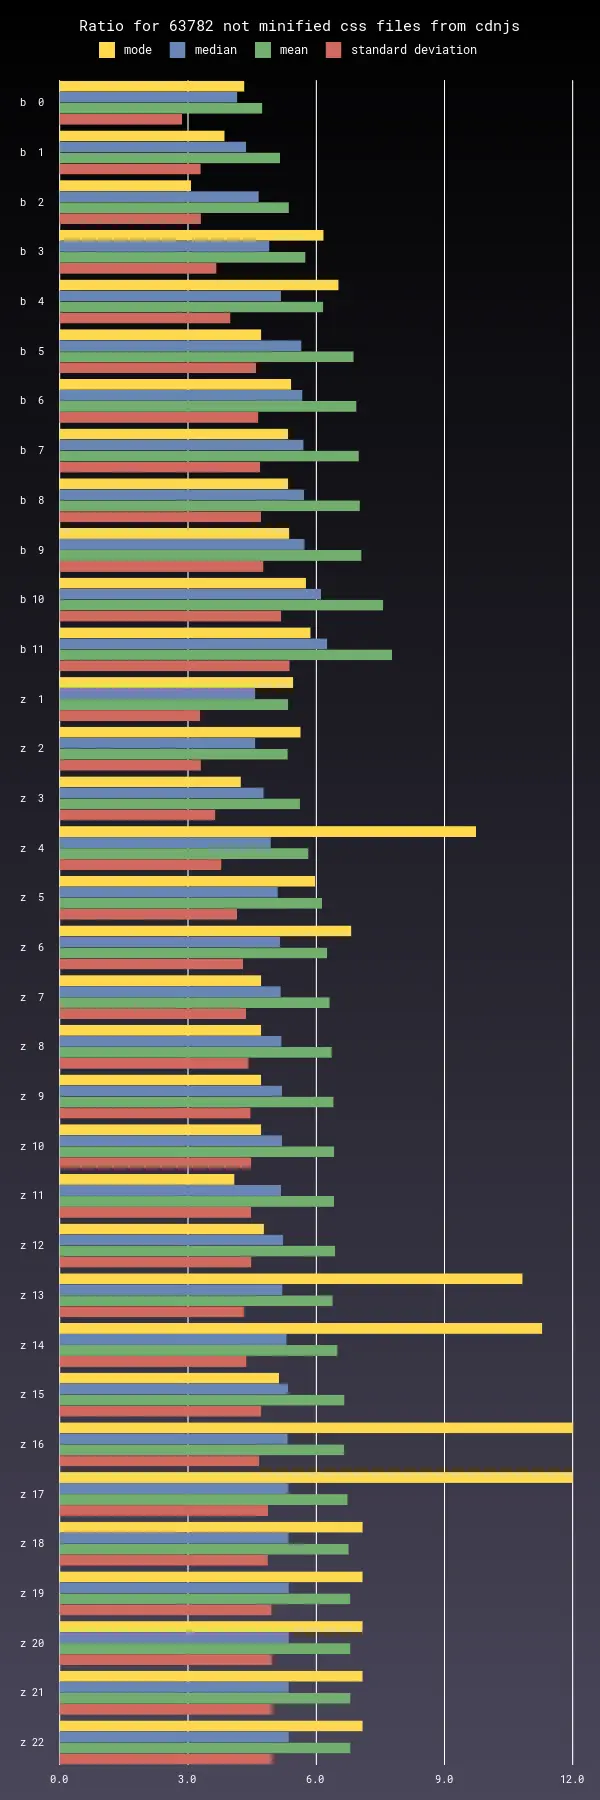 Ratio for 63782 not minified css files from cdnjs
mode median mean standard deviation
b 0
b 1
b 2
b 3
b 4
b 5
b 6
b 7
b 8
b 9
b 10
b 11
z 1
z 2
z 3
z 4
z 5
z 6
z 7
z 8
z 9
z 10
z 11
z 12
z 13
z 14
z 15
z 16
z 17
z 18
z 19
z 20
z 21
z 22
0.0 3.0 6.0 9.0 12.0